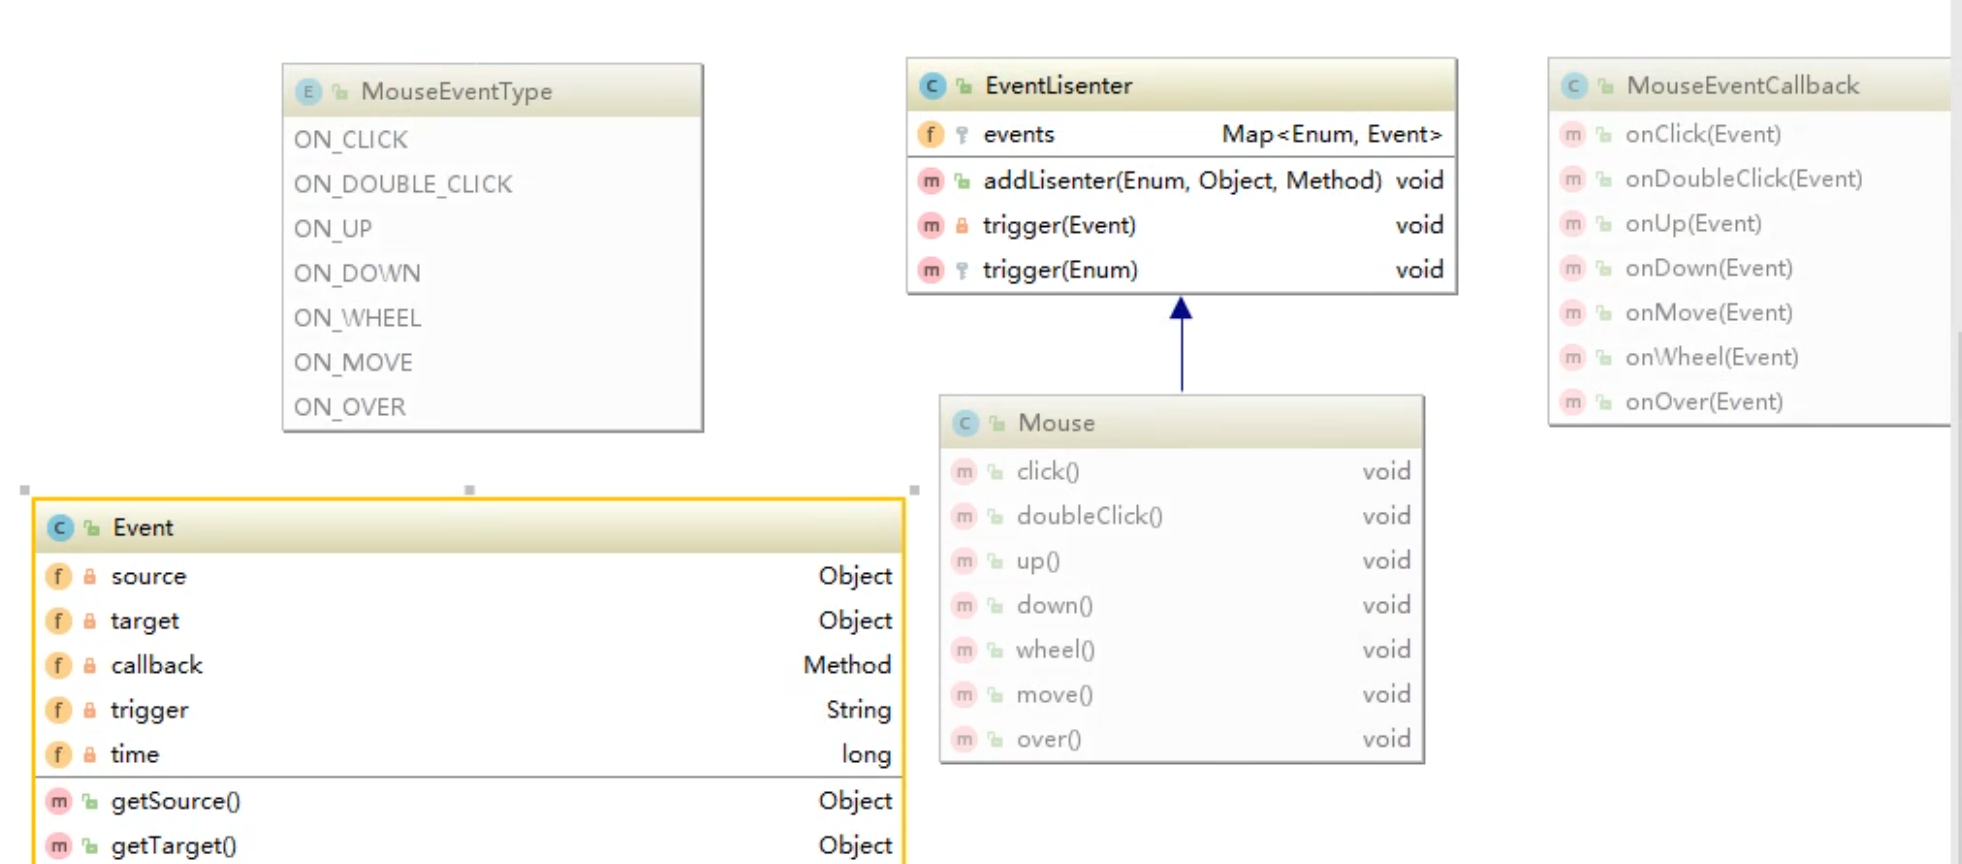 E MouseEventType
ON_CLICK
ON_DOUBLE_CLICK
ON_UP
ON_DOWN
ON_WHEEL
ON_MOVE
ON_OVER
C EventLisenter
f events Map<Enum, Event>
m addLisenter(Enum, Object, Method) void
m trigger(Event) void
m trigger(Enum) void
C MouseEventCallback
m onClick(Event)
m onDoubleClick(Event)
m onUp(Event)
m onDown(Event)
m onMove(Event)
m onWheel(Event)
m onOver(Event)
C Event
f source Object
f target Object
f callback Method
f trigger String
f time long
m getSource() Object
m getTarget() Object
C Mouse
m click() void
m doubleClick() void
m up() void
m down() void
m wheel() void
m move() void
m over() void